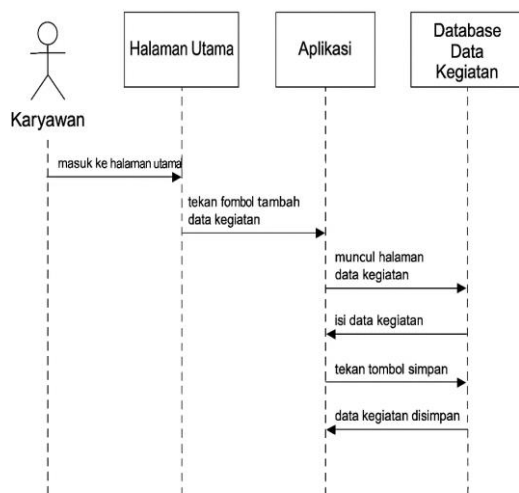 Karyawan
Halaman Utama
Aplikasi
Database
Data
Kegiatan
masuk ke halaman utama
tekan fombol tambah
data kegiatan
muncul halaman
data kegiatan
isi data kegiatan
tekan tombol simpan
data kegiatan disimpan